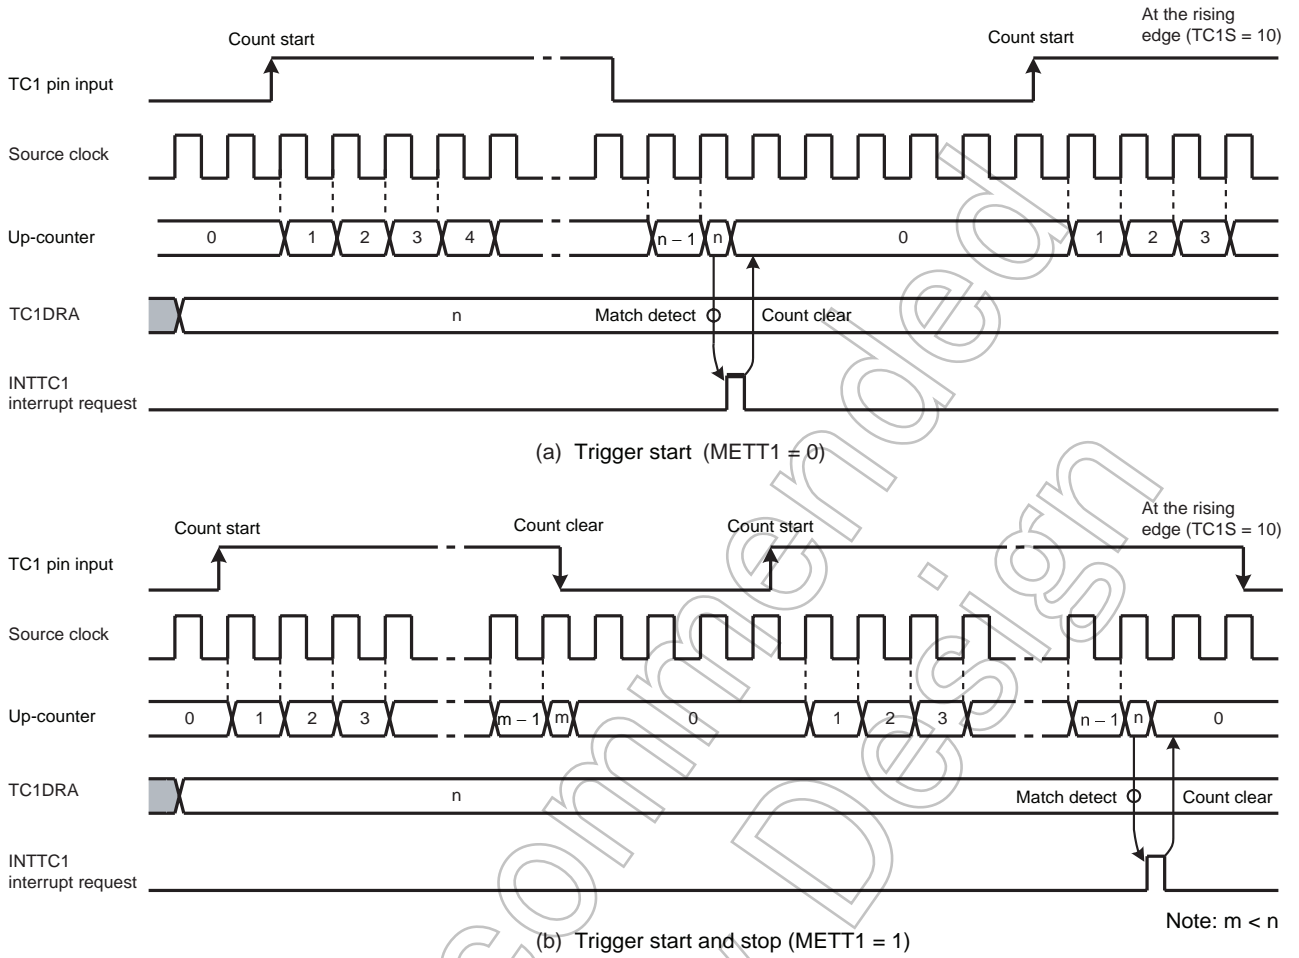 At the rising
edge (TC1S = 10)
Count start
Count start
TC1 pin input
Source clock
Up-counter
0 1 2 3 4 n – 1 n 0 1 2 3
TC1DRA
n
Match detect
Count clear
INTTC1
interrupt request
(a) Trigger start (METT1 = 0)
At the rising
edge (TC1S = 10)
Count start
Count clear
Count start
TC1 pin input
Source clock
Up-counter
0 1 2 3 m – 1 m 0 1 2 3 n – 1 n 0
TC1DRA
n
Match detect
Count clear
INTTC1
interrupt request
Note: m < n
(b) Trigger start and stop (METT1 = 1)
ommended
Design